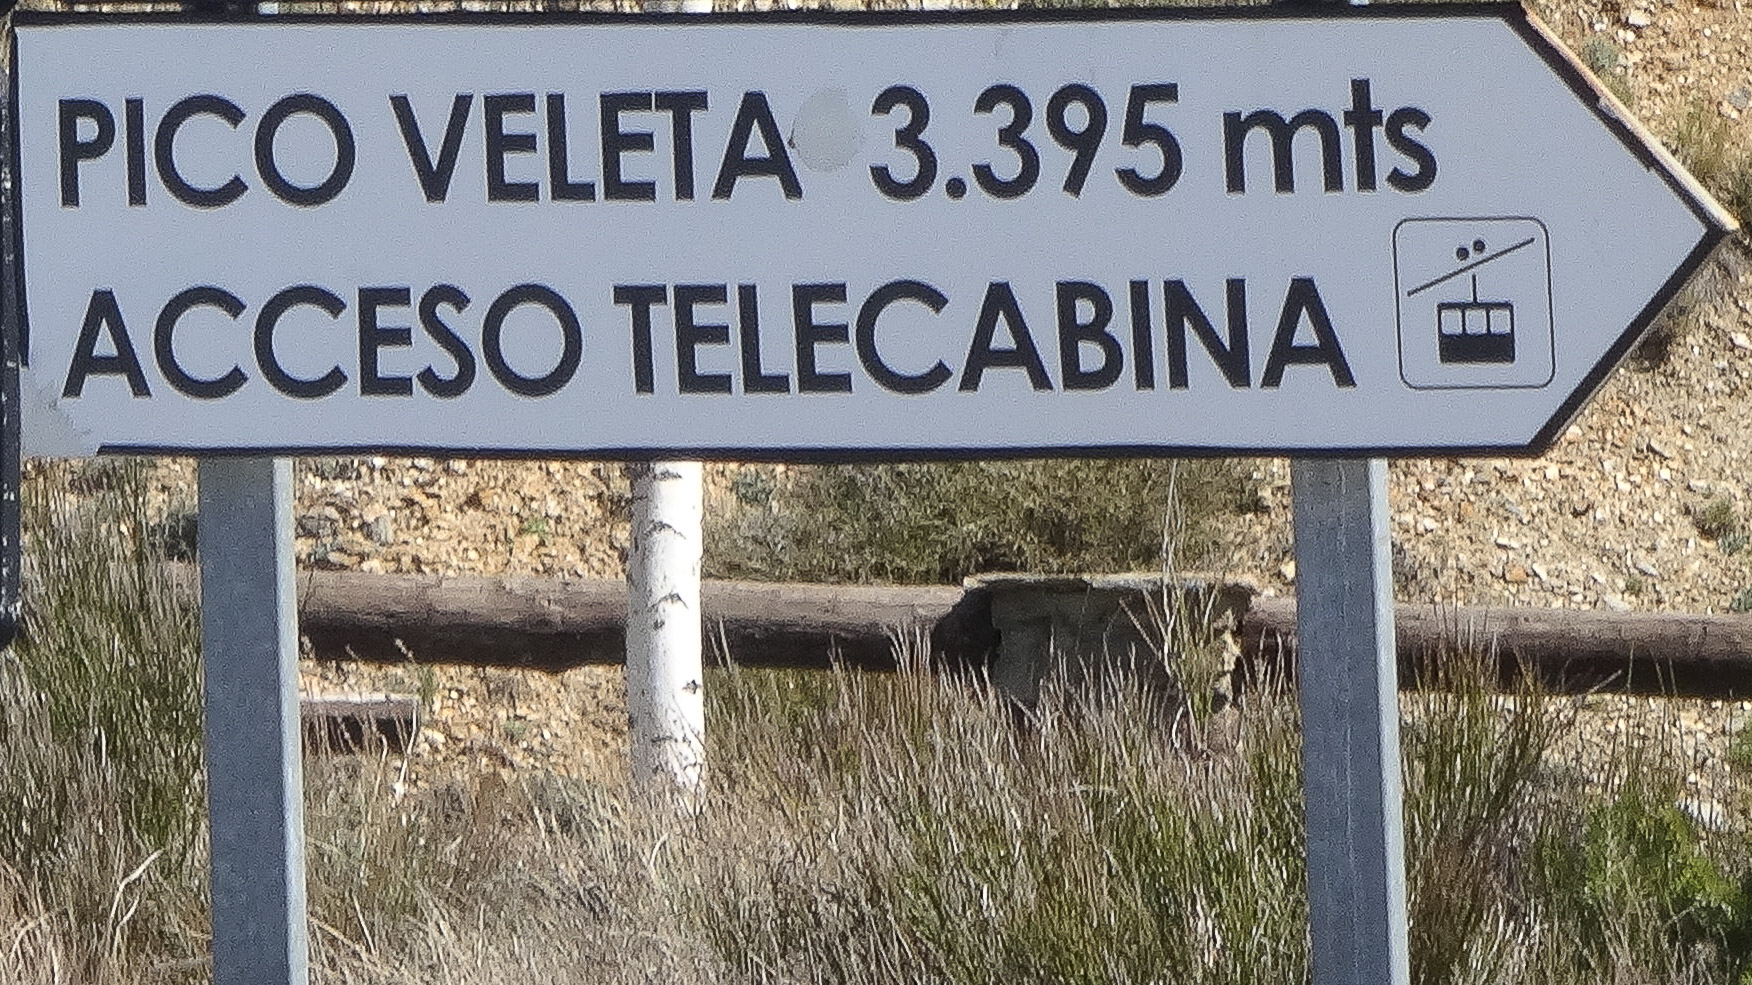 PICO VELETA 3.395 mts
ACCESO TELECABINA